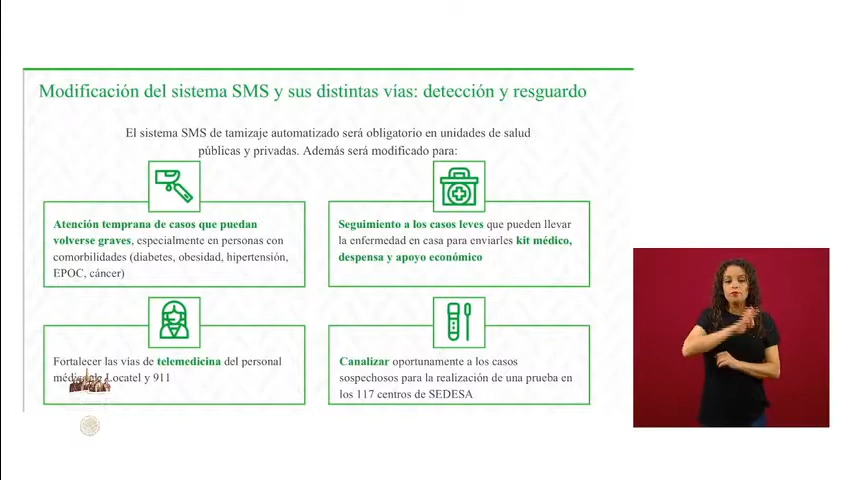 Modificación del sistema SMS y sus distintas vías: detección y resguardo
El sistema SMS de tamizaje automatizado será obligatorio en unidades de salud
públicas y privadas. Además será modificado para:
Atención temprana de casos que puedan
volverse graves, especialmente en personas con
comorbilidades (diabetes, obesidad, hipertensión,
EPOC, cáncer)
Seguimiento a los casos leves que pueden llevar
la enfermedad en casa para enviarles kit médico,
despensa y apoyo económico
Fortalecer las vías de telemedicina del personal
Locatel y 911
Canalizar oportunamente a los casos
sospechosos para la realización de una prueba en
los 117 centros de SEDESA